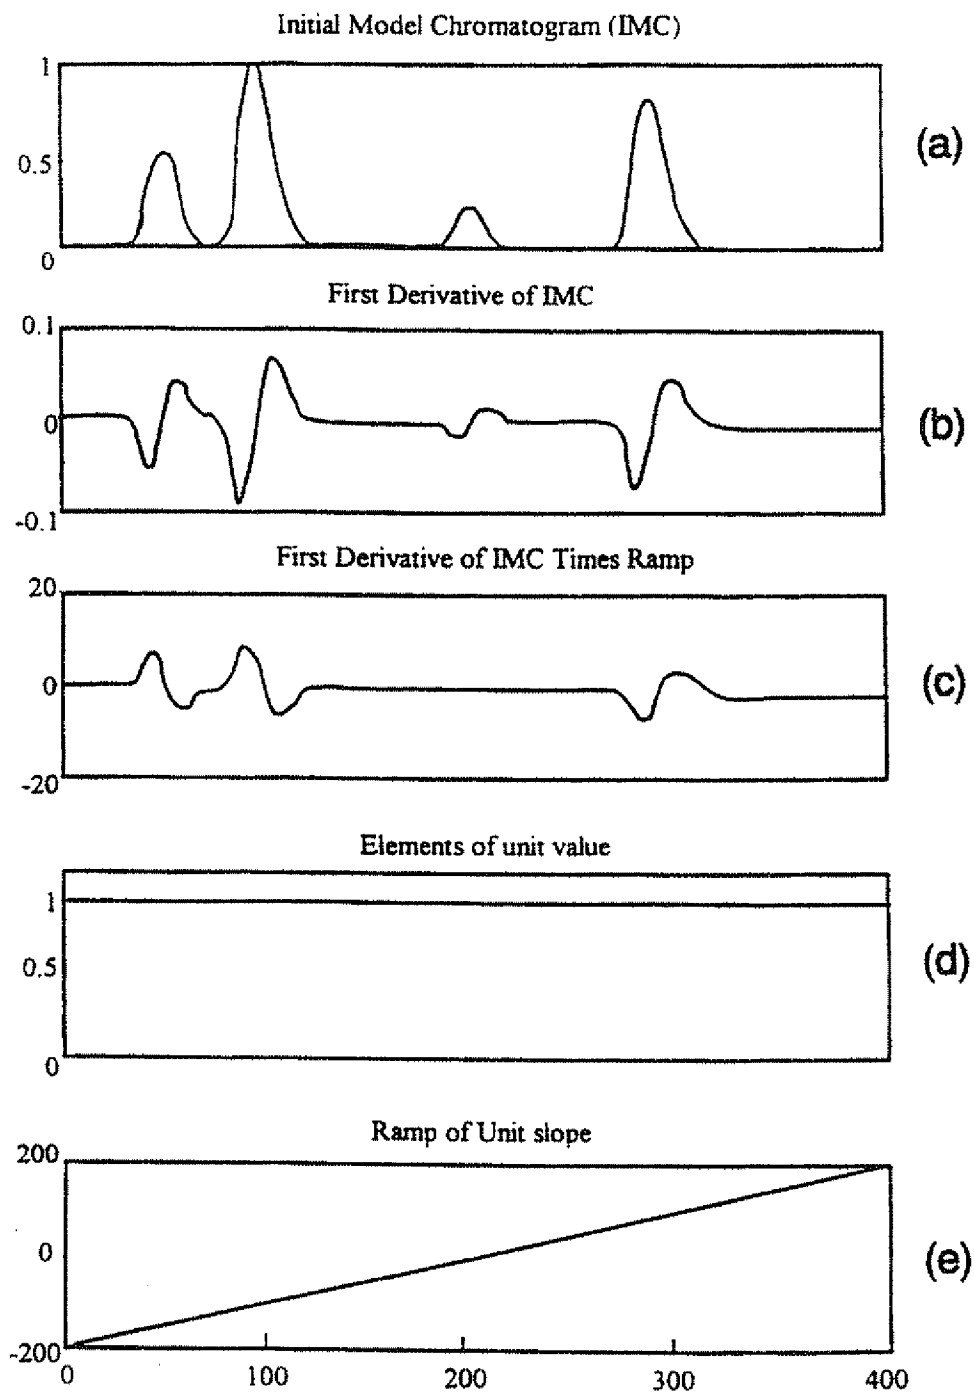 Initial Model Chromatogram (IMC)
1
0.5
0
(a)
First Derivative of IMC
0.1
0
-0.1
(b)
First Derivative of IMC Times Ramp
20
0
-20
(c)
Elements of unit value
1
0.5
0
(d)
Ramp of Unit slope
200
0
-200
(e)
0 100 200 300 400